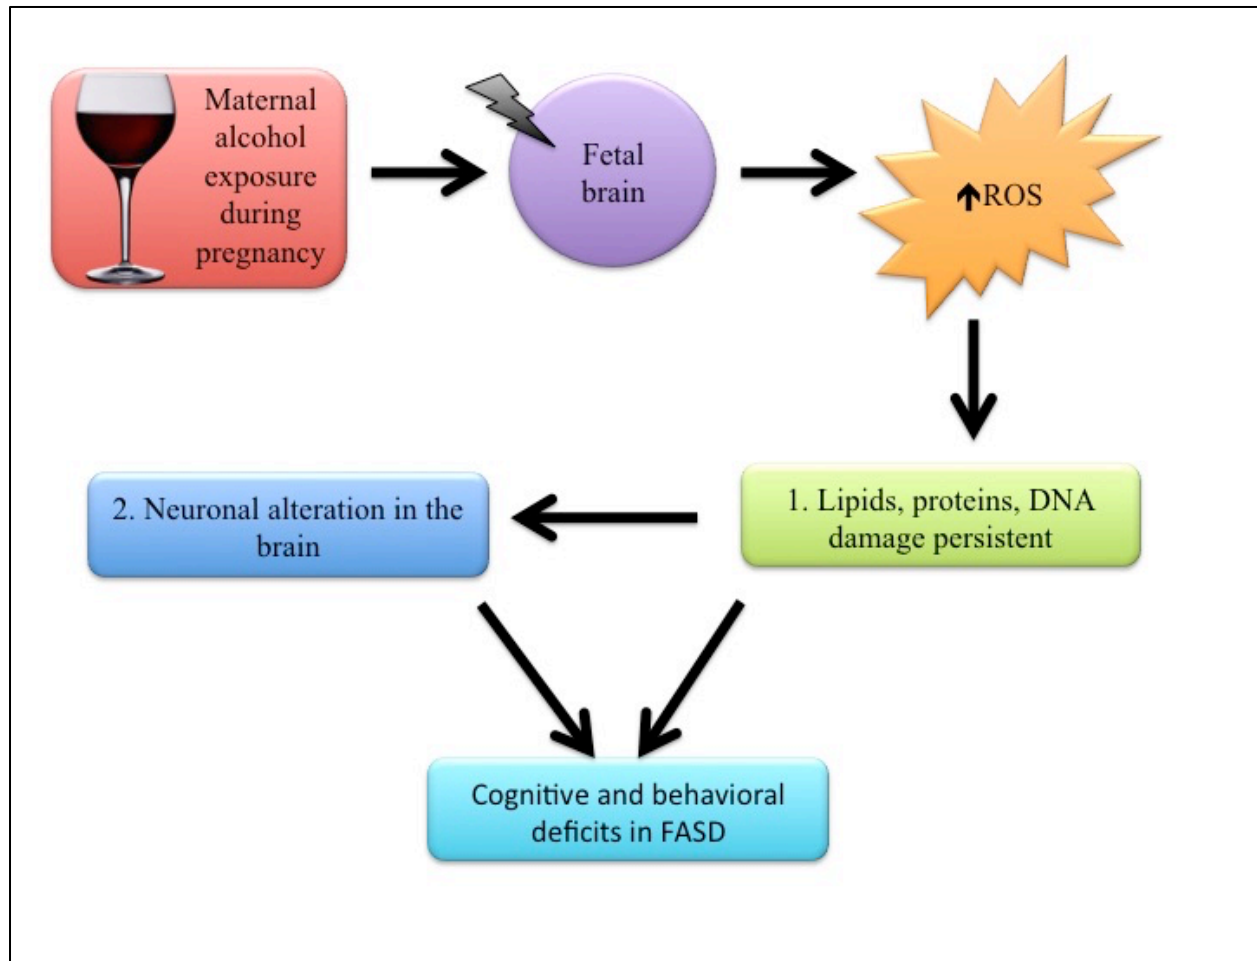 Maternal
alcohol
exposure
during
pregnancy
Fetal
brain
↑ROS
1. Lipids, proteins, DNA
damage persistent
2. Neuronal alteration in the
brain
Cognitive and behavioral
deficits in FASD